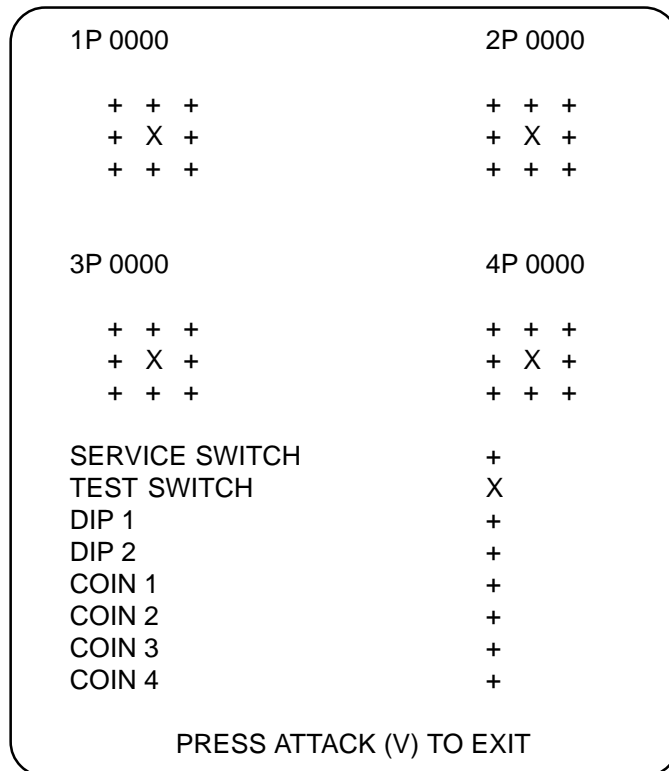 1P 0000 2P 0000
+ + + + + +
+ X + + X +
+ + + + + +
3P 0000 4P 0000
+ + + + + +
+ X + + X +
+ + + + + +
SERVICE SWITCH +
TEST SWITCH X
DIP 1 +
DIP 2 +
COIN 1 +
COIN 2 +
COIN 3 +
COIN 4 +
PRESS ATTACK (V) TO EXIT